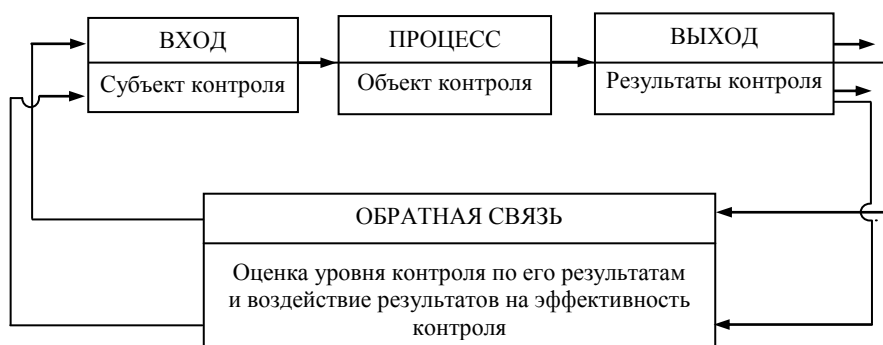 ВХОД
Субъект контроля
ПРОЦЕСС
Объект контроля
ВЫХОД
Результаты контроля
ОБРАТНАЯ СВЯЗЬ
Оценка уровня контроля по его результатам
и воздействие результатов на эффективность
контроля